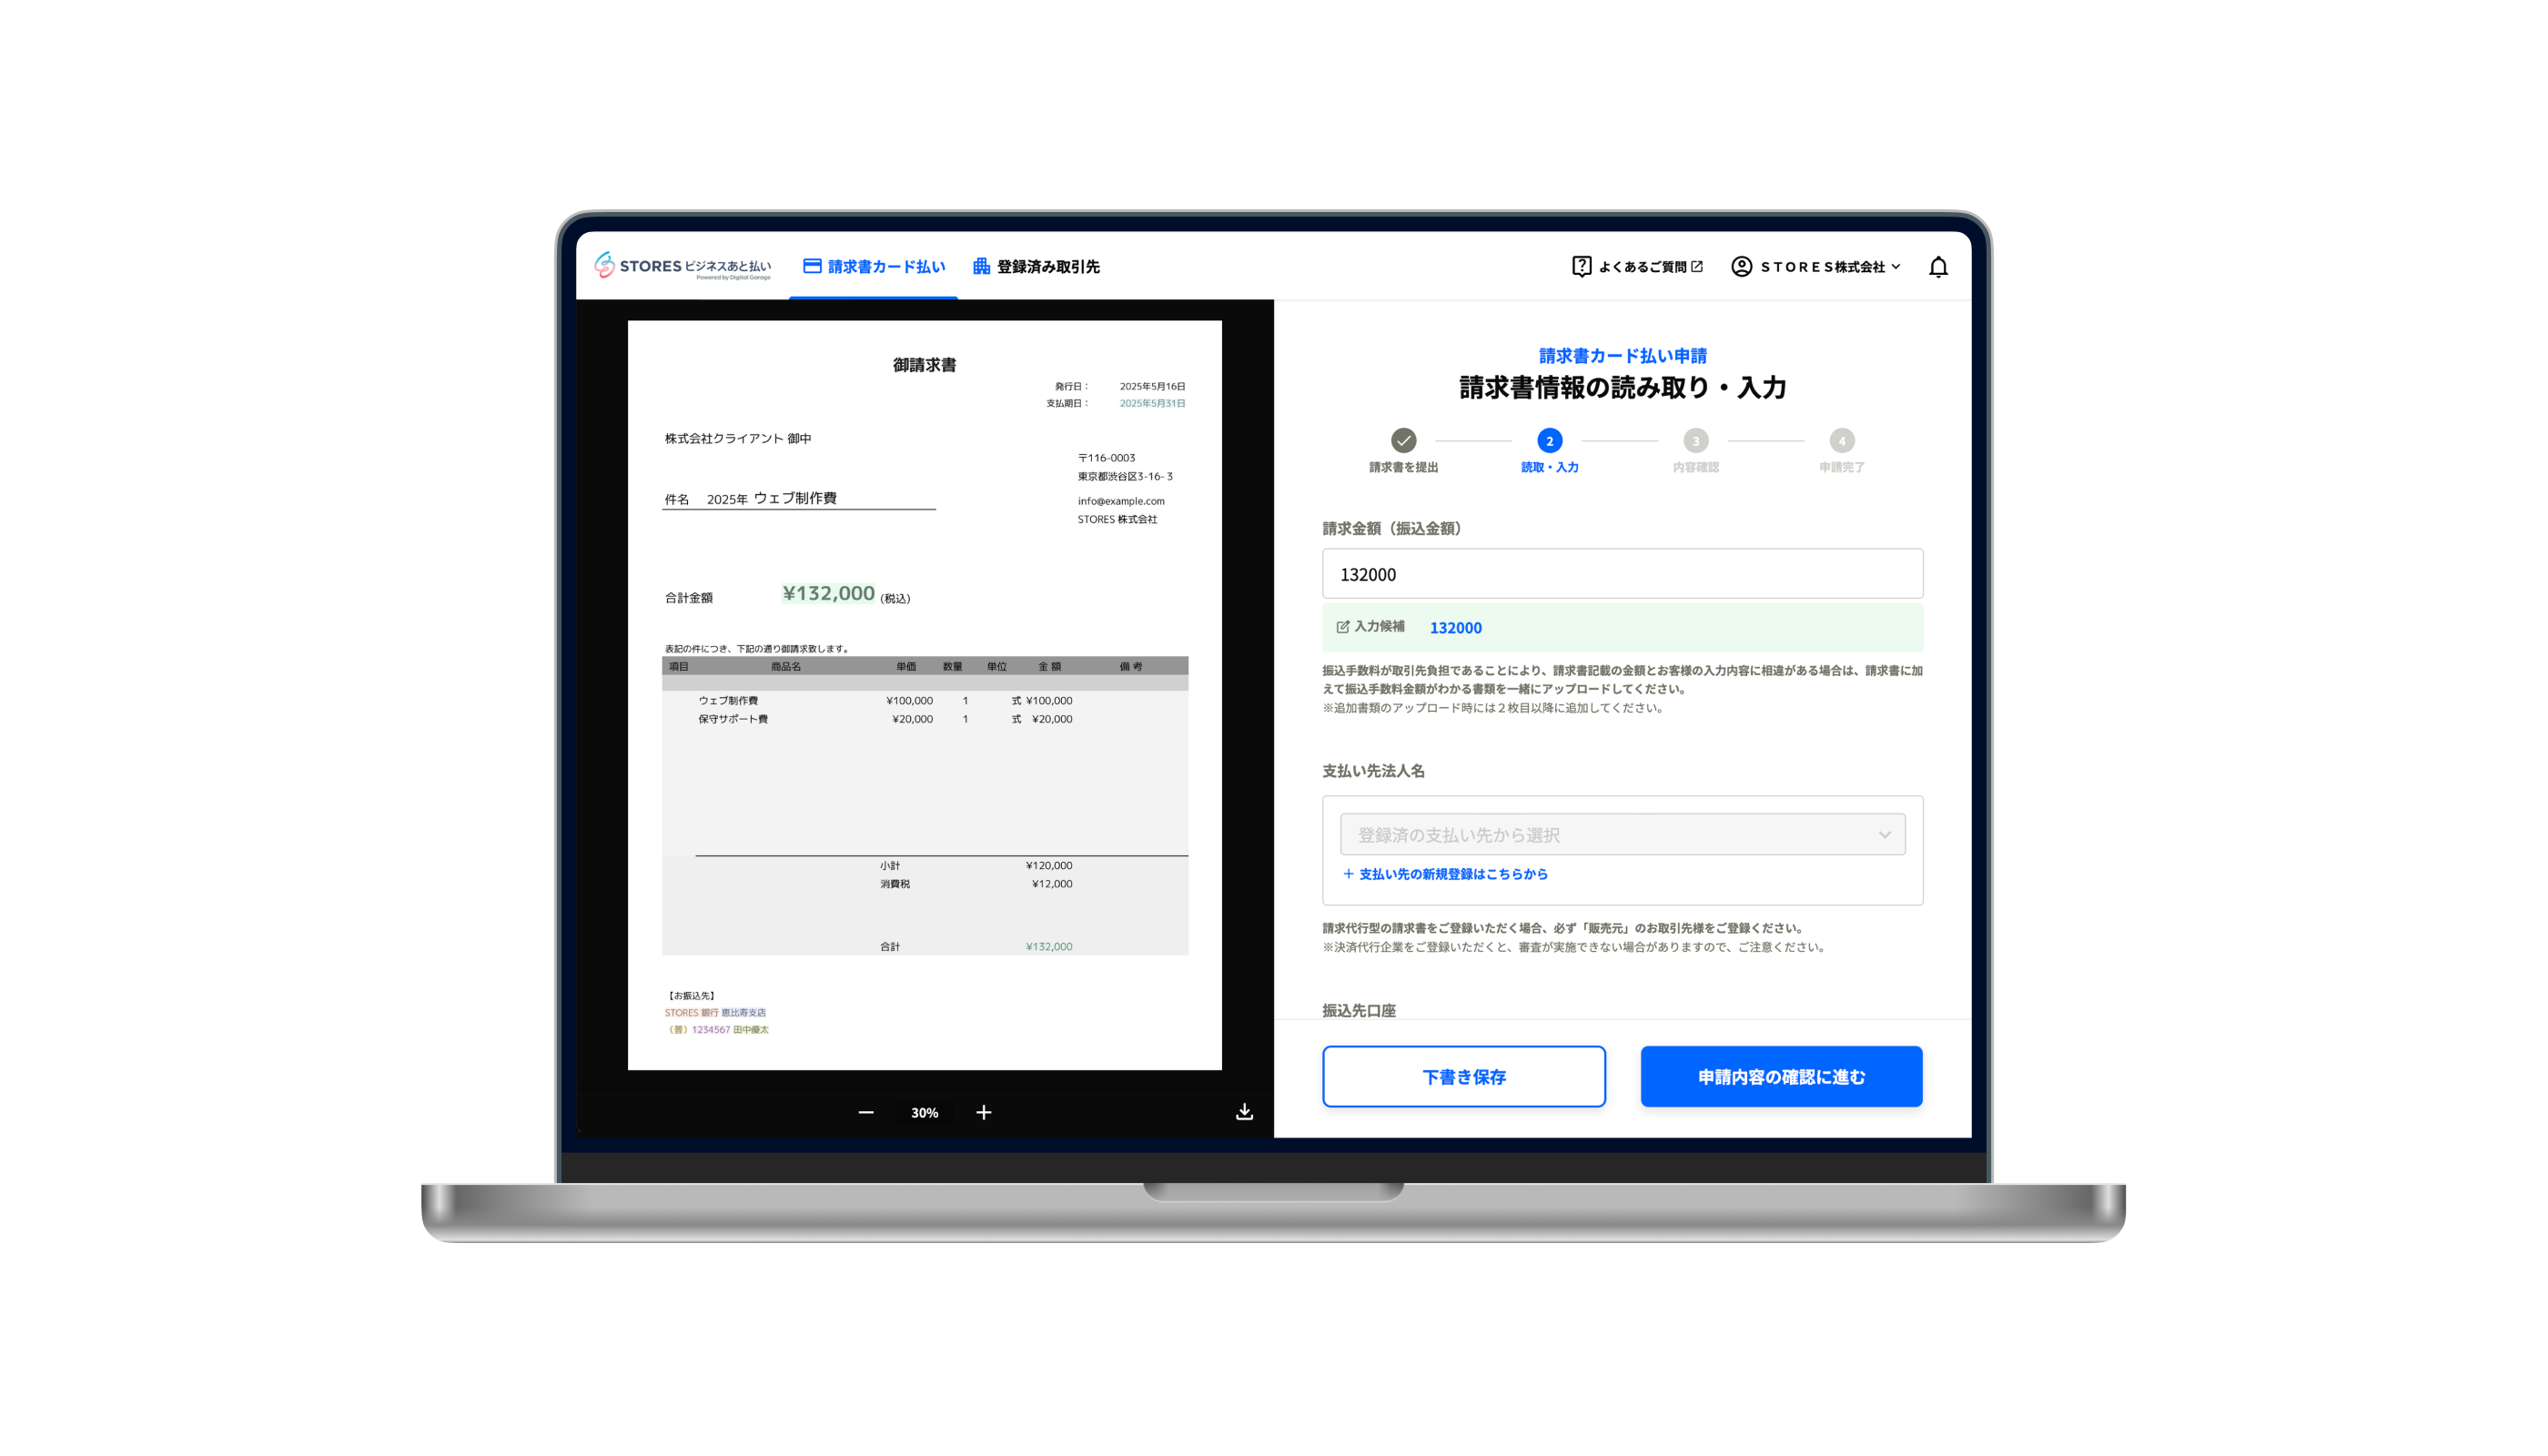 STORES ビジネスあと払い
Powered by Digital Garage
請求書カード払い
登録済み取引先
よくあるご質問
STORES株式会社
御請求書
発行日： 2025年5月16日
支払期日： 2025年5月31日
株式会社クライアント 御中
〒116-0003
東京都渋谷区3-16- 3
件名 2025年 ウェブ制作費
info@example.com
STORES 株式会社
合計金額 ¥132,000 (税込)
表記の件につき、下記の通り御請求致します。
項目 商品名 単価 数量 単位 金 額 備 考
ウェブ制作費 ¥100,000 1 式 ¥100,000
保守サポート費 ¥20,000 1 式 ¥20,000
小計 ¥120,000
消費税 ¥12,000
合計 ¥132,000
【お振込先】
STORES 銀行 恵比寿支店
（普）1234567 田中優太
30%
請求書カード払い申請
請求書情報の読み取り・入力
2 3 4
請求書を提出 読取・入力 内容確認 申請完了
請求金額（振込金額）
132000
入力候補 132000
振込手数料が取引先負担であることにより、請求書記載の金額とお客様の入力内容に相違がある場合は、請求書に加
えて振込手数料金額がわかる書類を一緒にアップロードしてください。
※追加書類のアップロード時には２枚目以降に追加してください。
支払い先法人名
登録済の支払い先から選択
+ 支払い先の新規登録はこちらから
請求代行型の請求書をご登録いただく場合、必ず「販売元」のお取引先様をご登録ください。
※決済代行企業をご登録いただくと、審査が実施できない場合がありますので、ご注意ください。
振込先口座
下書き保存
申請内容の確認に進む